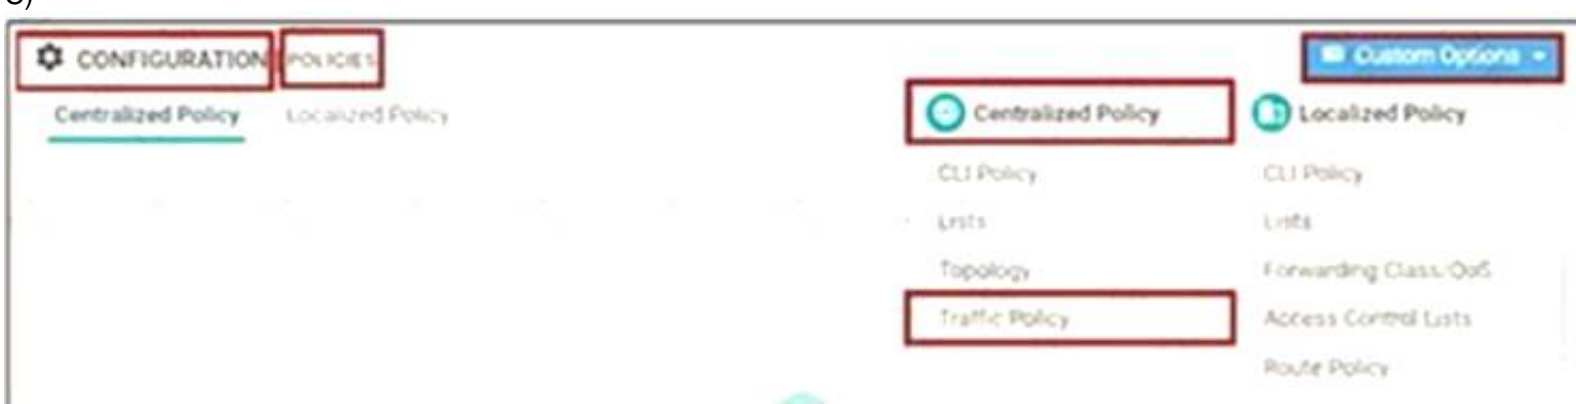 CONFIGURATION POLICIES
Custom Options
Centralized Policy Localized Policy
Centralized Policy Localized Policy
CLI Policy CLI Policy
Lists Lists
Topology Forwarding Class/QoS
Traffic Policy Access Control Lists
Route Policy